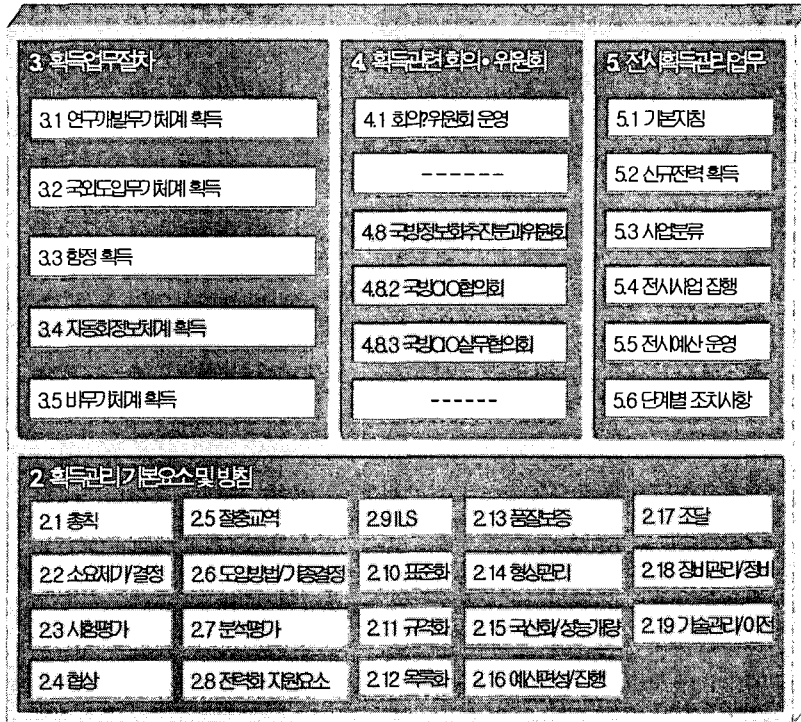 3. 획득업무절차
3.1 연구개발무기체계 획득
3.2 국외도입무기체계 획득
3.3 함정 획득
3.4 자동화정보체계 획득
3.5 비무기체계 획득
4. 획득관련 회의•위원회
4.1 회의?위원회 운영
------
4.8 국방정보화추진분과위원회
4.8.2 국방CIO협의회
4.8.3 국방CIO실무협의회
------
5. 전시획득관리업무
5.1 기본지침
5.2 신규전력 획득
5.3 사업분류
5.4 전시사업 집행
5.5 전시예산 운영
5.6 단계별 조치사항
2. 획득관리 기본요소 및 방침
2.1 총칙
2.2 소요제기/결정
2.3 시험평가
2.4 협상
2.5 절충교역
2.6 도입방법/기종결정
2.7 분석평가
2.8 전력화 지원요소
2.9 ILS
2.10 표준화
2.11 규격화
2.12 목록화
2.13 품질보증
2.14 형상관리
2.15 국산화/성능개량
2.16 예산편성/집행
2.17 조달
2.18 장비관리/정비
2.19 기술관리/이전